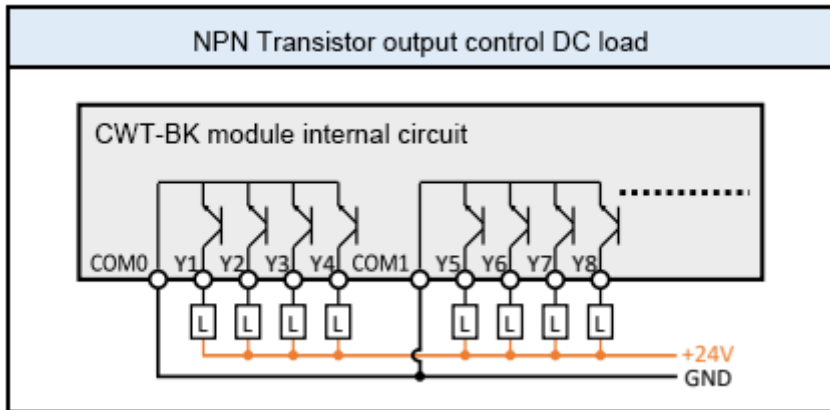 NPN Transistor output control DC load
CWT-BK module internal circuit
COM0 Y1 Y2 Y3 Y4 COM1 Y5 Y6 Y7 Y8
L L L L L L L L
+24V
GND